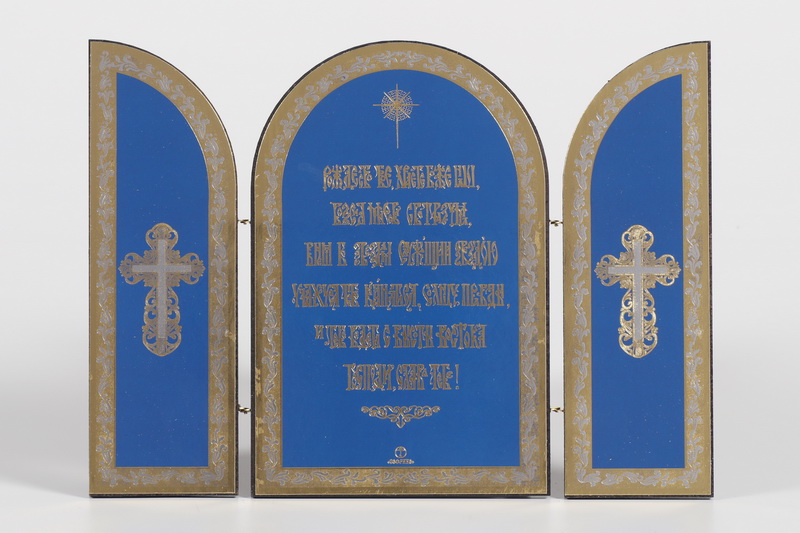 Рождество Твое, Христе Боже наш,
возсия мирови свет разума,
в нем бо звездам служащии звездою
учахуся Тебе кланятися, Солнцу Правды,
и Тебе ведети с высоты Востока
Господи, слава Тебе!